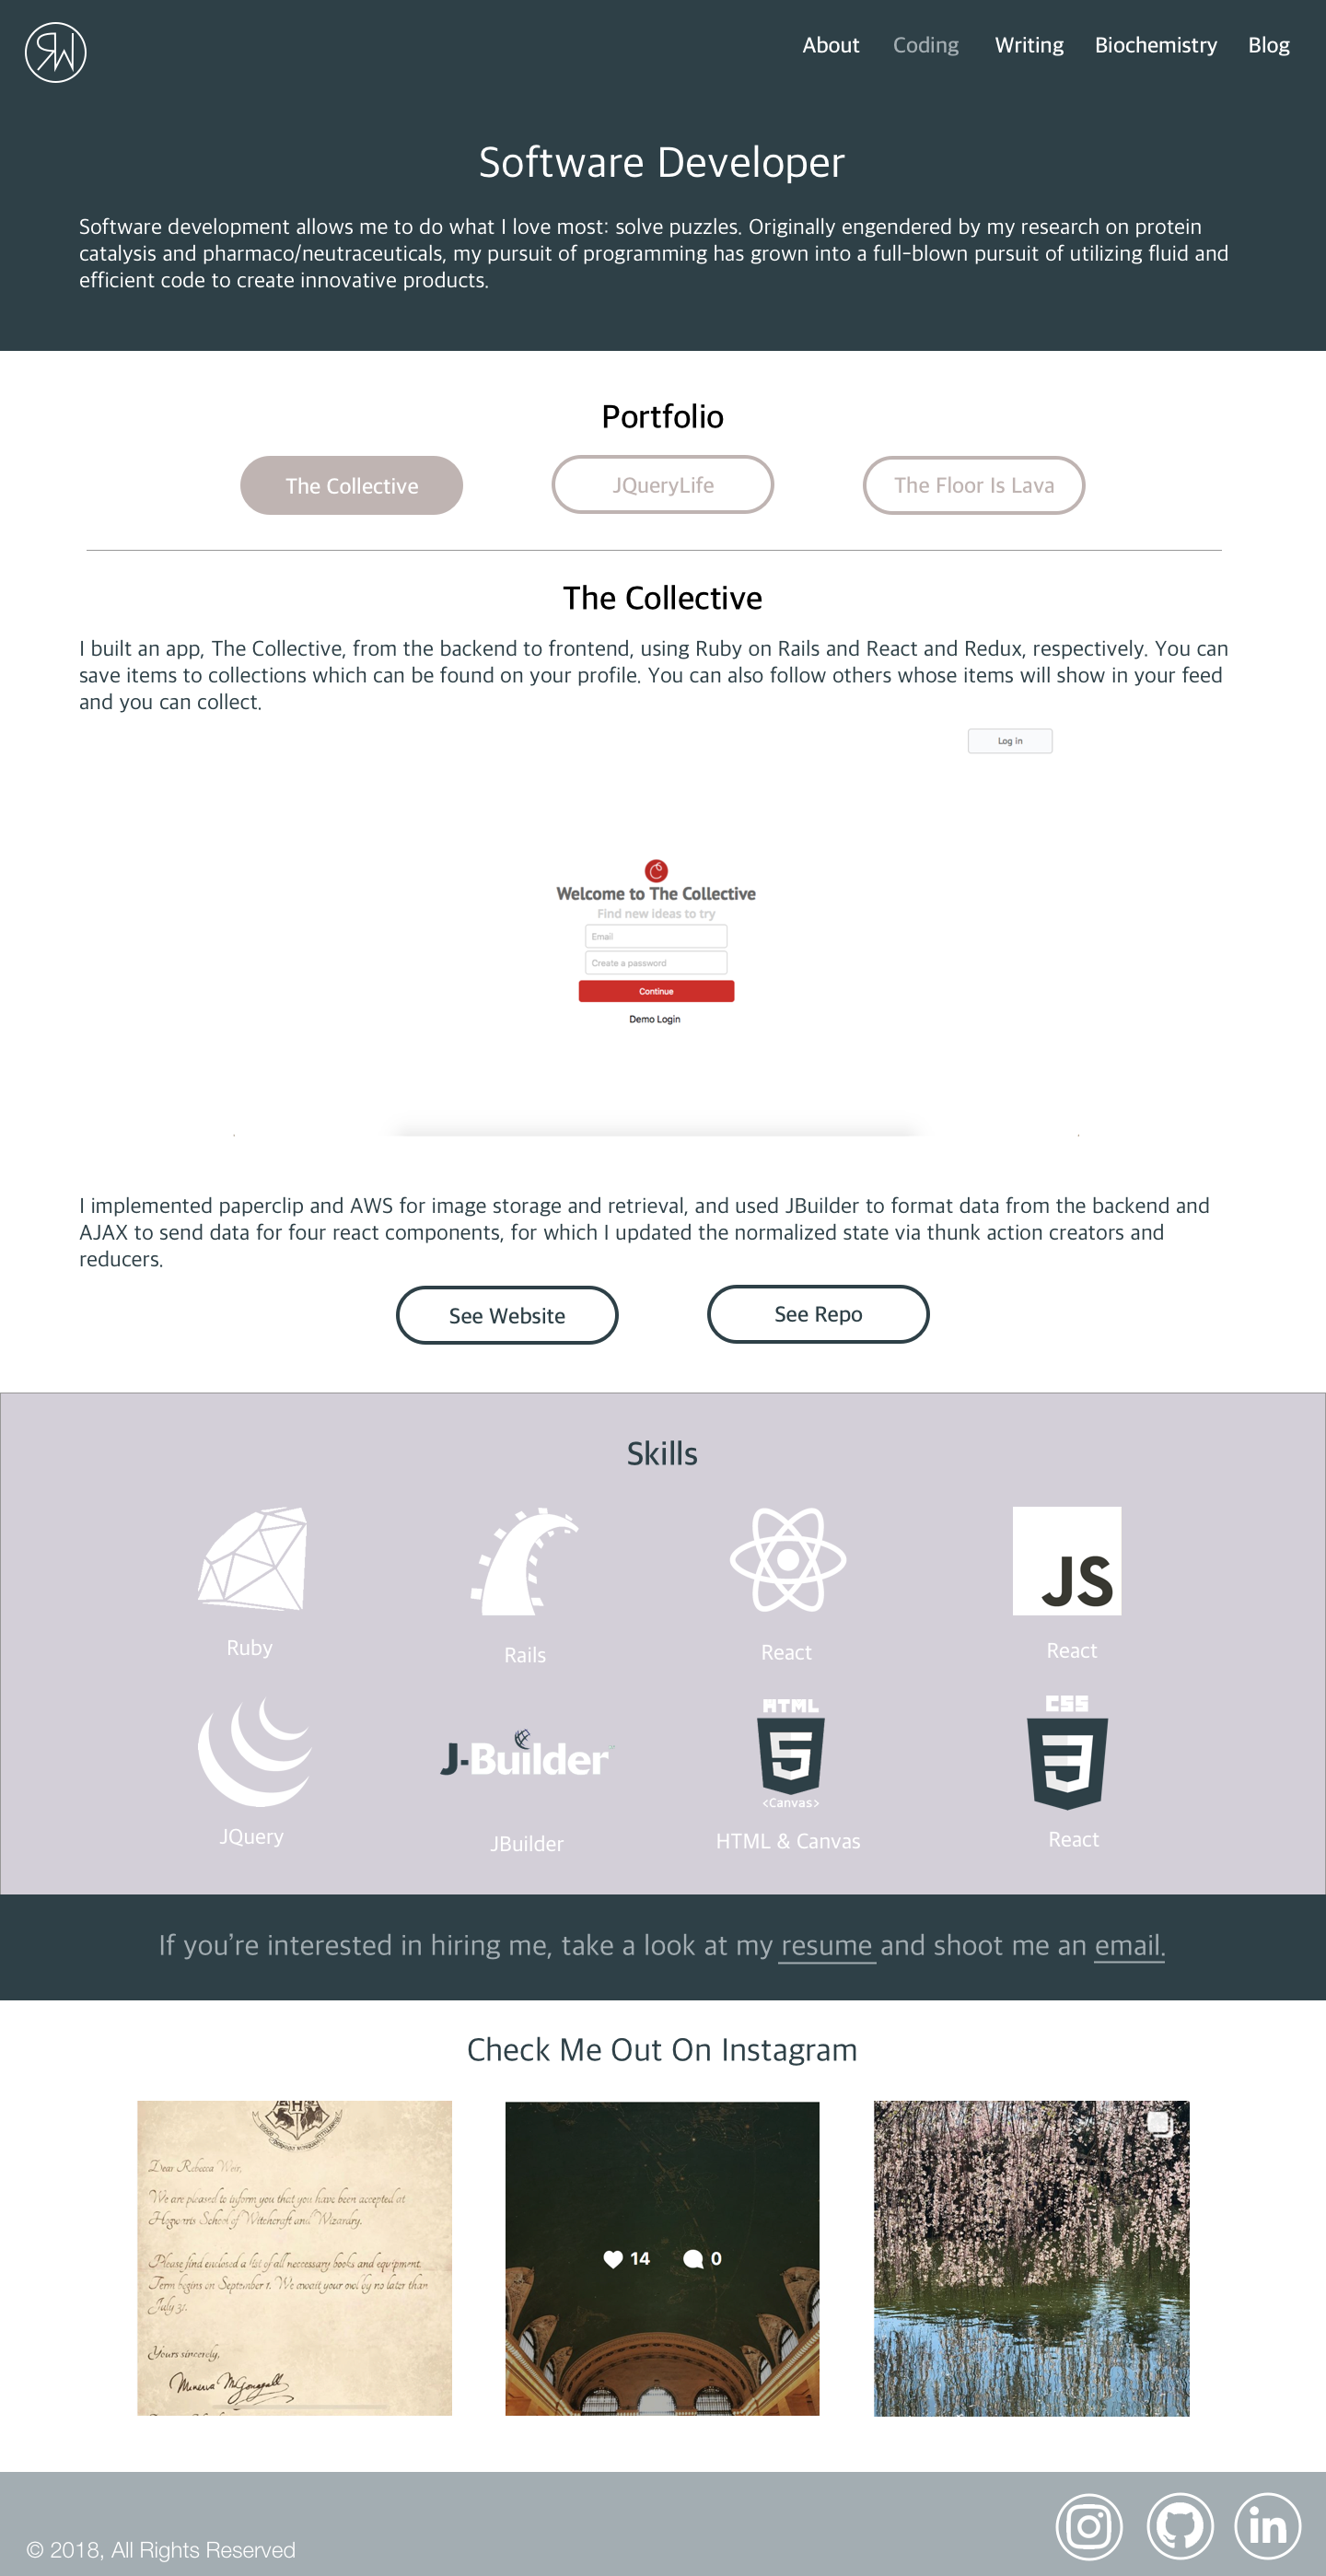 RW
About Coding Writing Biochemistry Blog
Software Developer
Software development allows me to do what I love most: solve puzzles. Originally engendered by my research on protein
catalysis and pharmaco/neutraceuticals, my pursuit of programming has grown into a full-blown pursuit of utilizing fluid and
efficient code to create innovative products.
Portfolio
The Collective JQueryLife The Floor Is Lava
The Collective
I built an app, The Collective, from the backend to frontend, using Ruby on Rails and React and Redux, respectively. You can
save items to collections which can be found on your profile. You can also follow others whose items will show in your feed
and you can collect.
Log in
Welcome to The Collective
Find new ideas to try
Email
Create a password
Continue
Demo Login
I implemented paperclip and AWS for image storage and retrieval, and used JBuilder to format data from the backend and
AJAX to send data for four react components, for which I updated the normalized state via thunk action creators and
reducers.
See Website See Repo
Skills
JS
Ruby Rails React React
HTML CSS
J-Builder 5 3
<Canvas>
JQuery JBuilder HTML & Canvas React
If you’re interested in hiring me, take a look at my resume and shoot me an email.
Check Me Out On Instagram
H
Dear Rebecca Weir,
We are pleased to inform you that you have been accepted at
Hogwarts School of Witchcraft and Wizardry.
Please find enclosed a list of all neccessary books and equipment.
Term begins on September 1. We await your owl by no later than
July 31.
Yours sincerely,
Minerva McGonagall
14 0
© 2018, All Rights Reserved
in